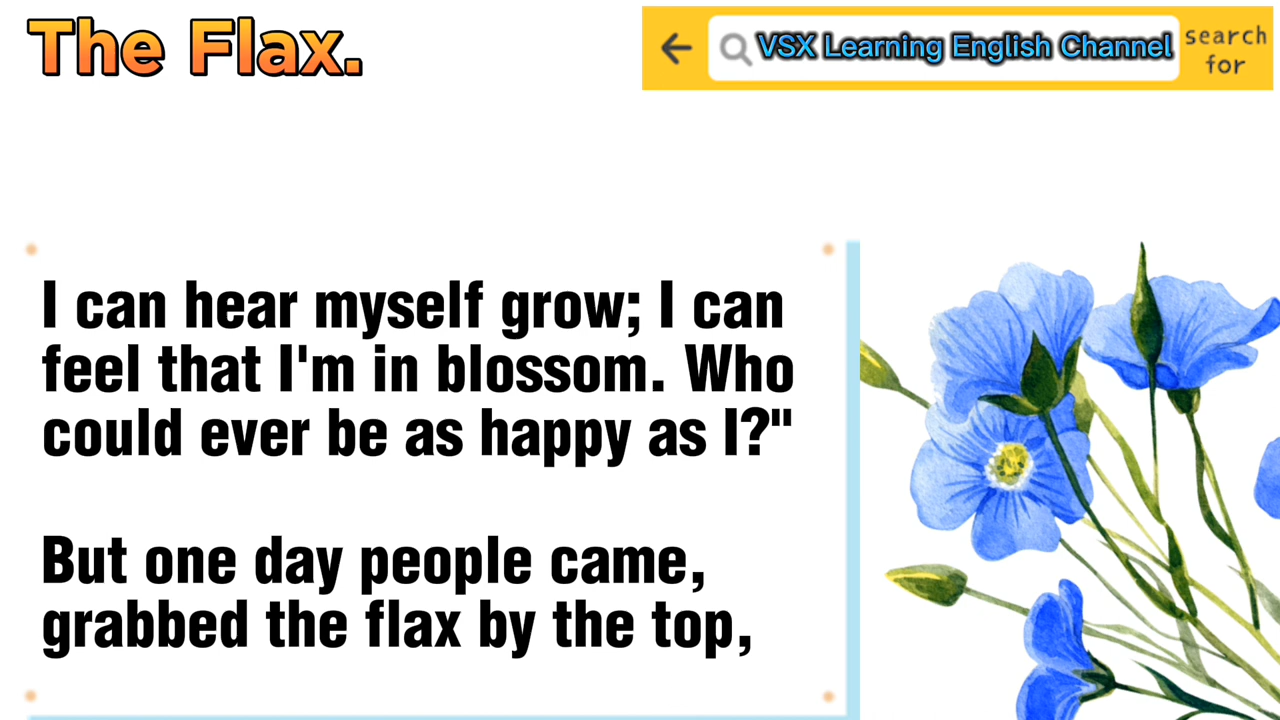 The Flax.
VSX Learning English Channel
search
for
I can hear myself grow; I can
feel that I'm in blossom. Who
could ever be as happy as I?"
But one day people came,
grabbed the flax by the top,